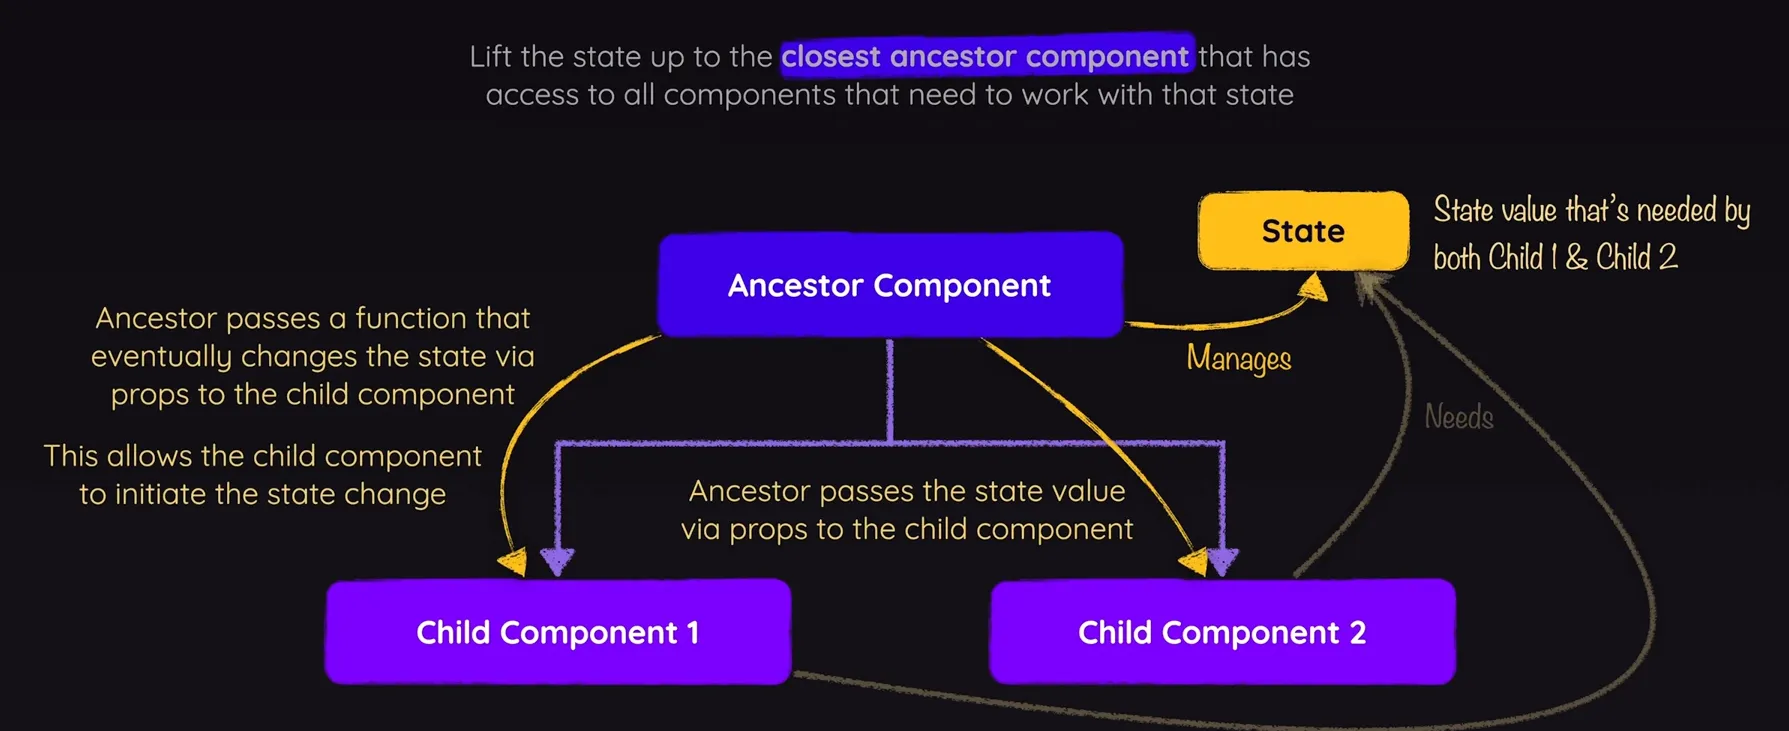 Lift the state up to the closest ancestor component that has
access to all components that need to work with that state
State
State value that's needed by
both Child 1 & Child 2
Ancestor Component
Manages
Needs
Ancestor passes a function that
eventually changes the state via
props to the child component
This allows the child component
to initiate the state change
Ancestor passes the state value
via props to the child component
Child Component 1
Child Component 2